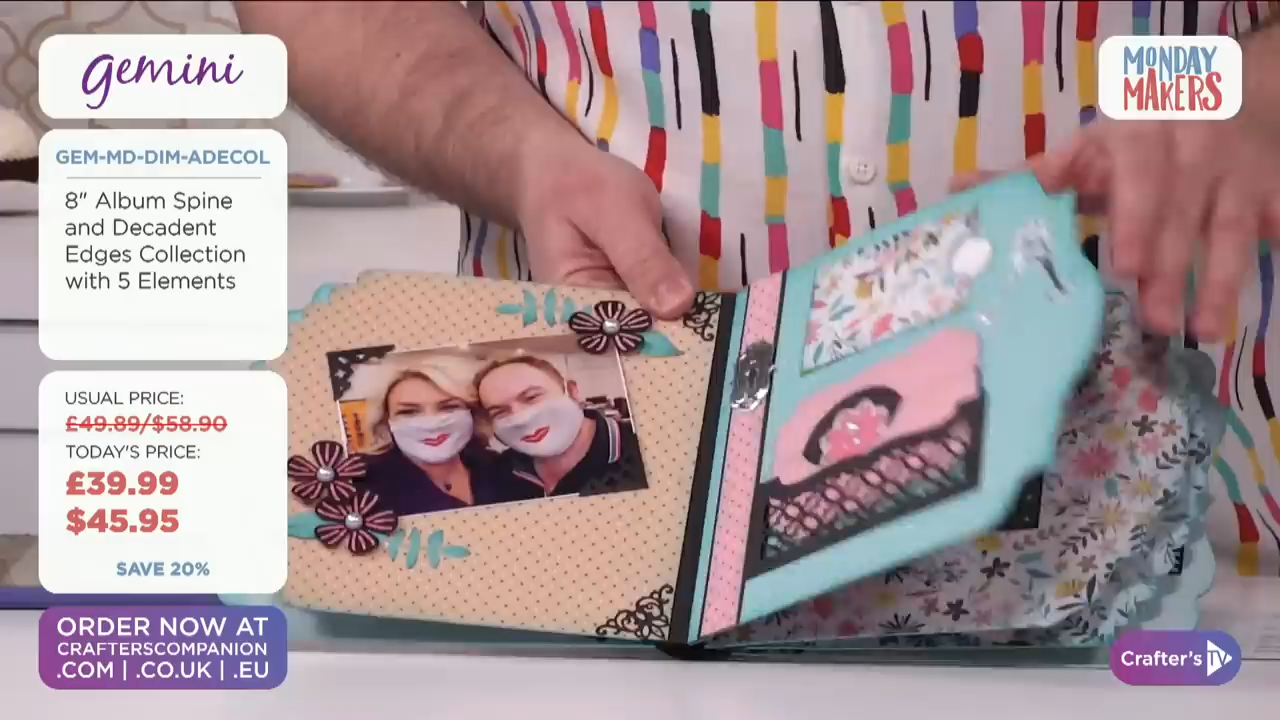 gemini
GEM-MD-DIM-ADECOL
8" Album Spine
and Decadent
Edges Collection
with 5 Elements
USUAL PRICE:
£49.89/$58.90
TODAY'S PRICE:
£39.99
$45.95
SAVE 20%
ORDER NOW AT
CRAFTERSCOMPANION
.COM | .CO.UK | .EU
MONDAY
MAKERS
Crafter's TV